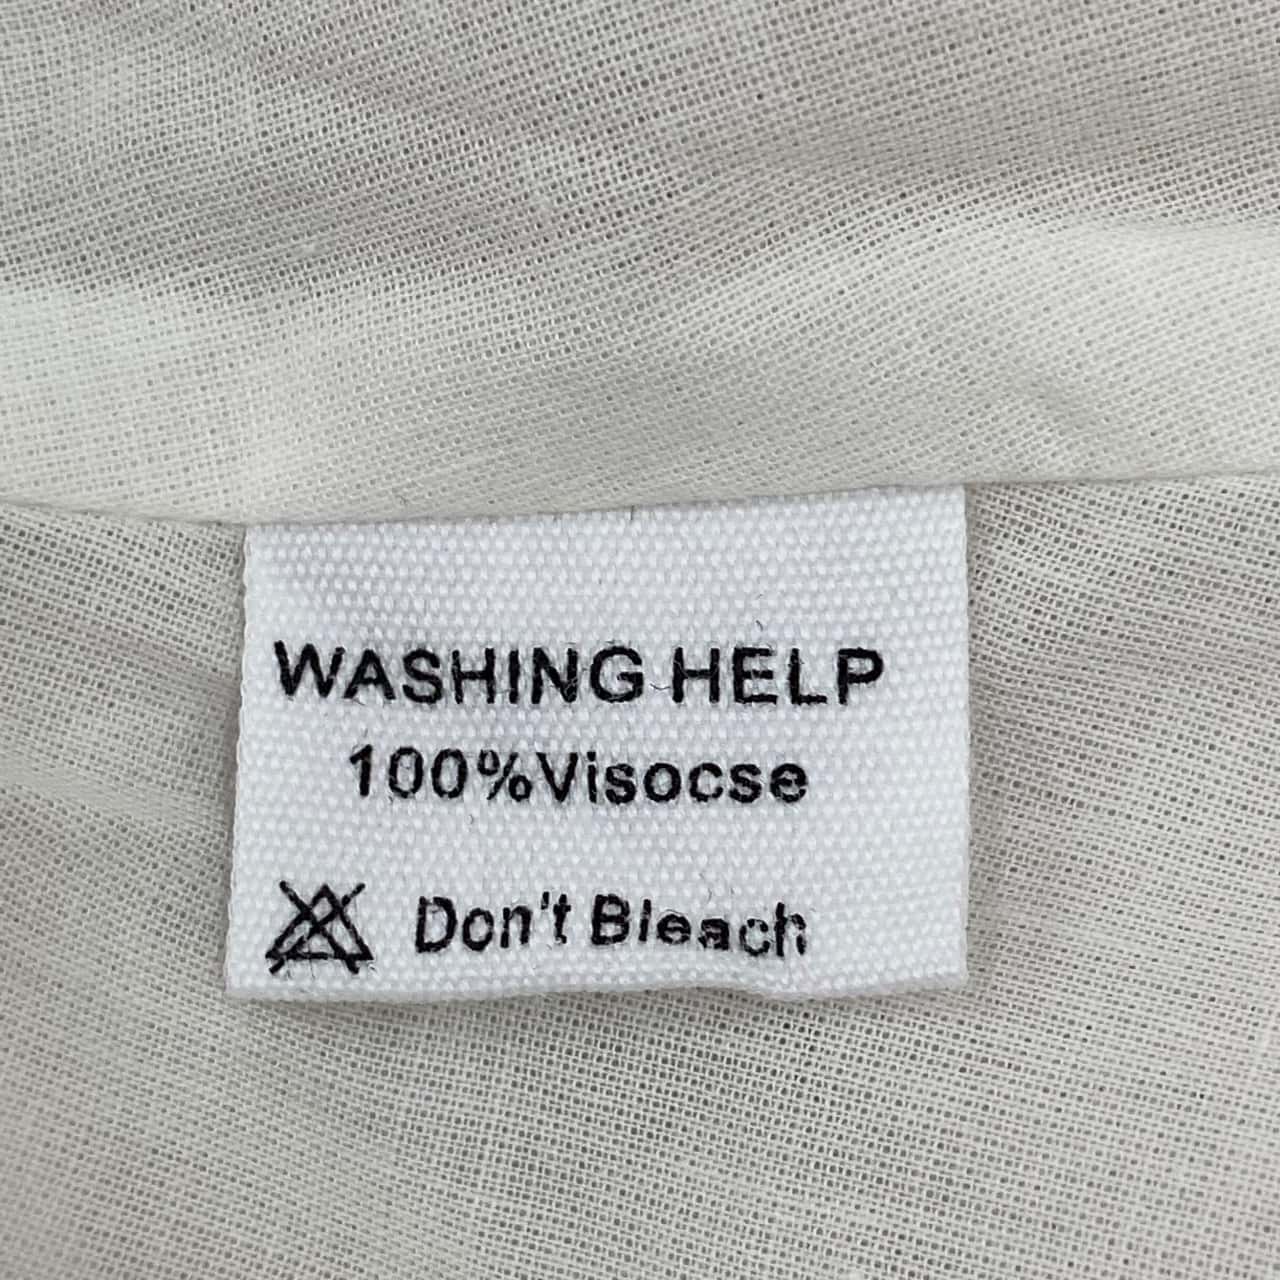 WASHING HELP
100%Visocse
Don't Bleach